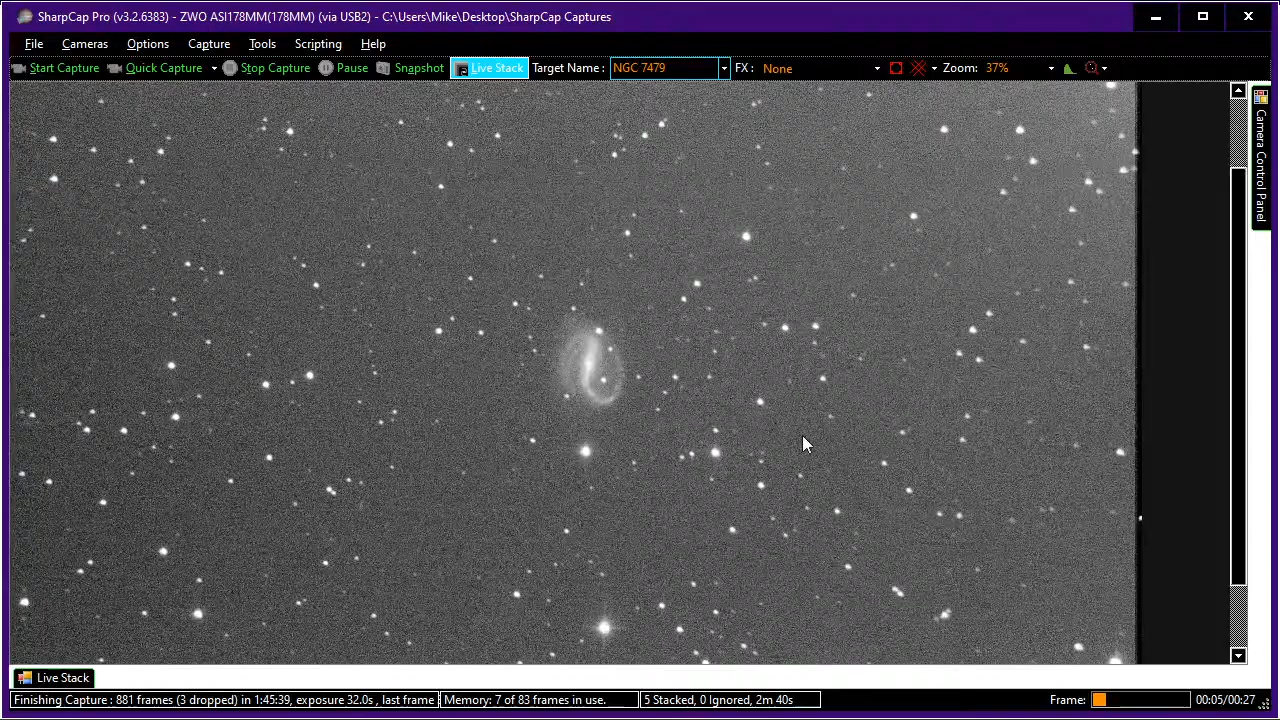 SharpCap Pro (v3.2.6383) - ZWO ASI178MM(178MM) (via USB2) - C:\Users\Mike\Desktop\SharpCap Captures
File Cameras Options Capture Tools Scripting Help
Start Capture Quick Capture Stop Capture Pause Snapshot Live Stack Target Name : NGC 7479 FX : None Zoom: 37%
Camera Control Panel
Live Stack
Finishing Capture : 881 frames (3 dropped) in 1:45:39, exposure 32.0s , last frame Memory: 7 of 83 frames in use. 5 Stacked, 0 Ignored, 2m 40s Frame: 00:05/00:27